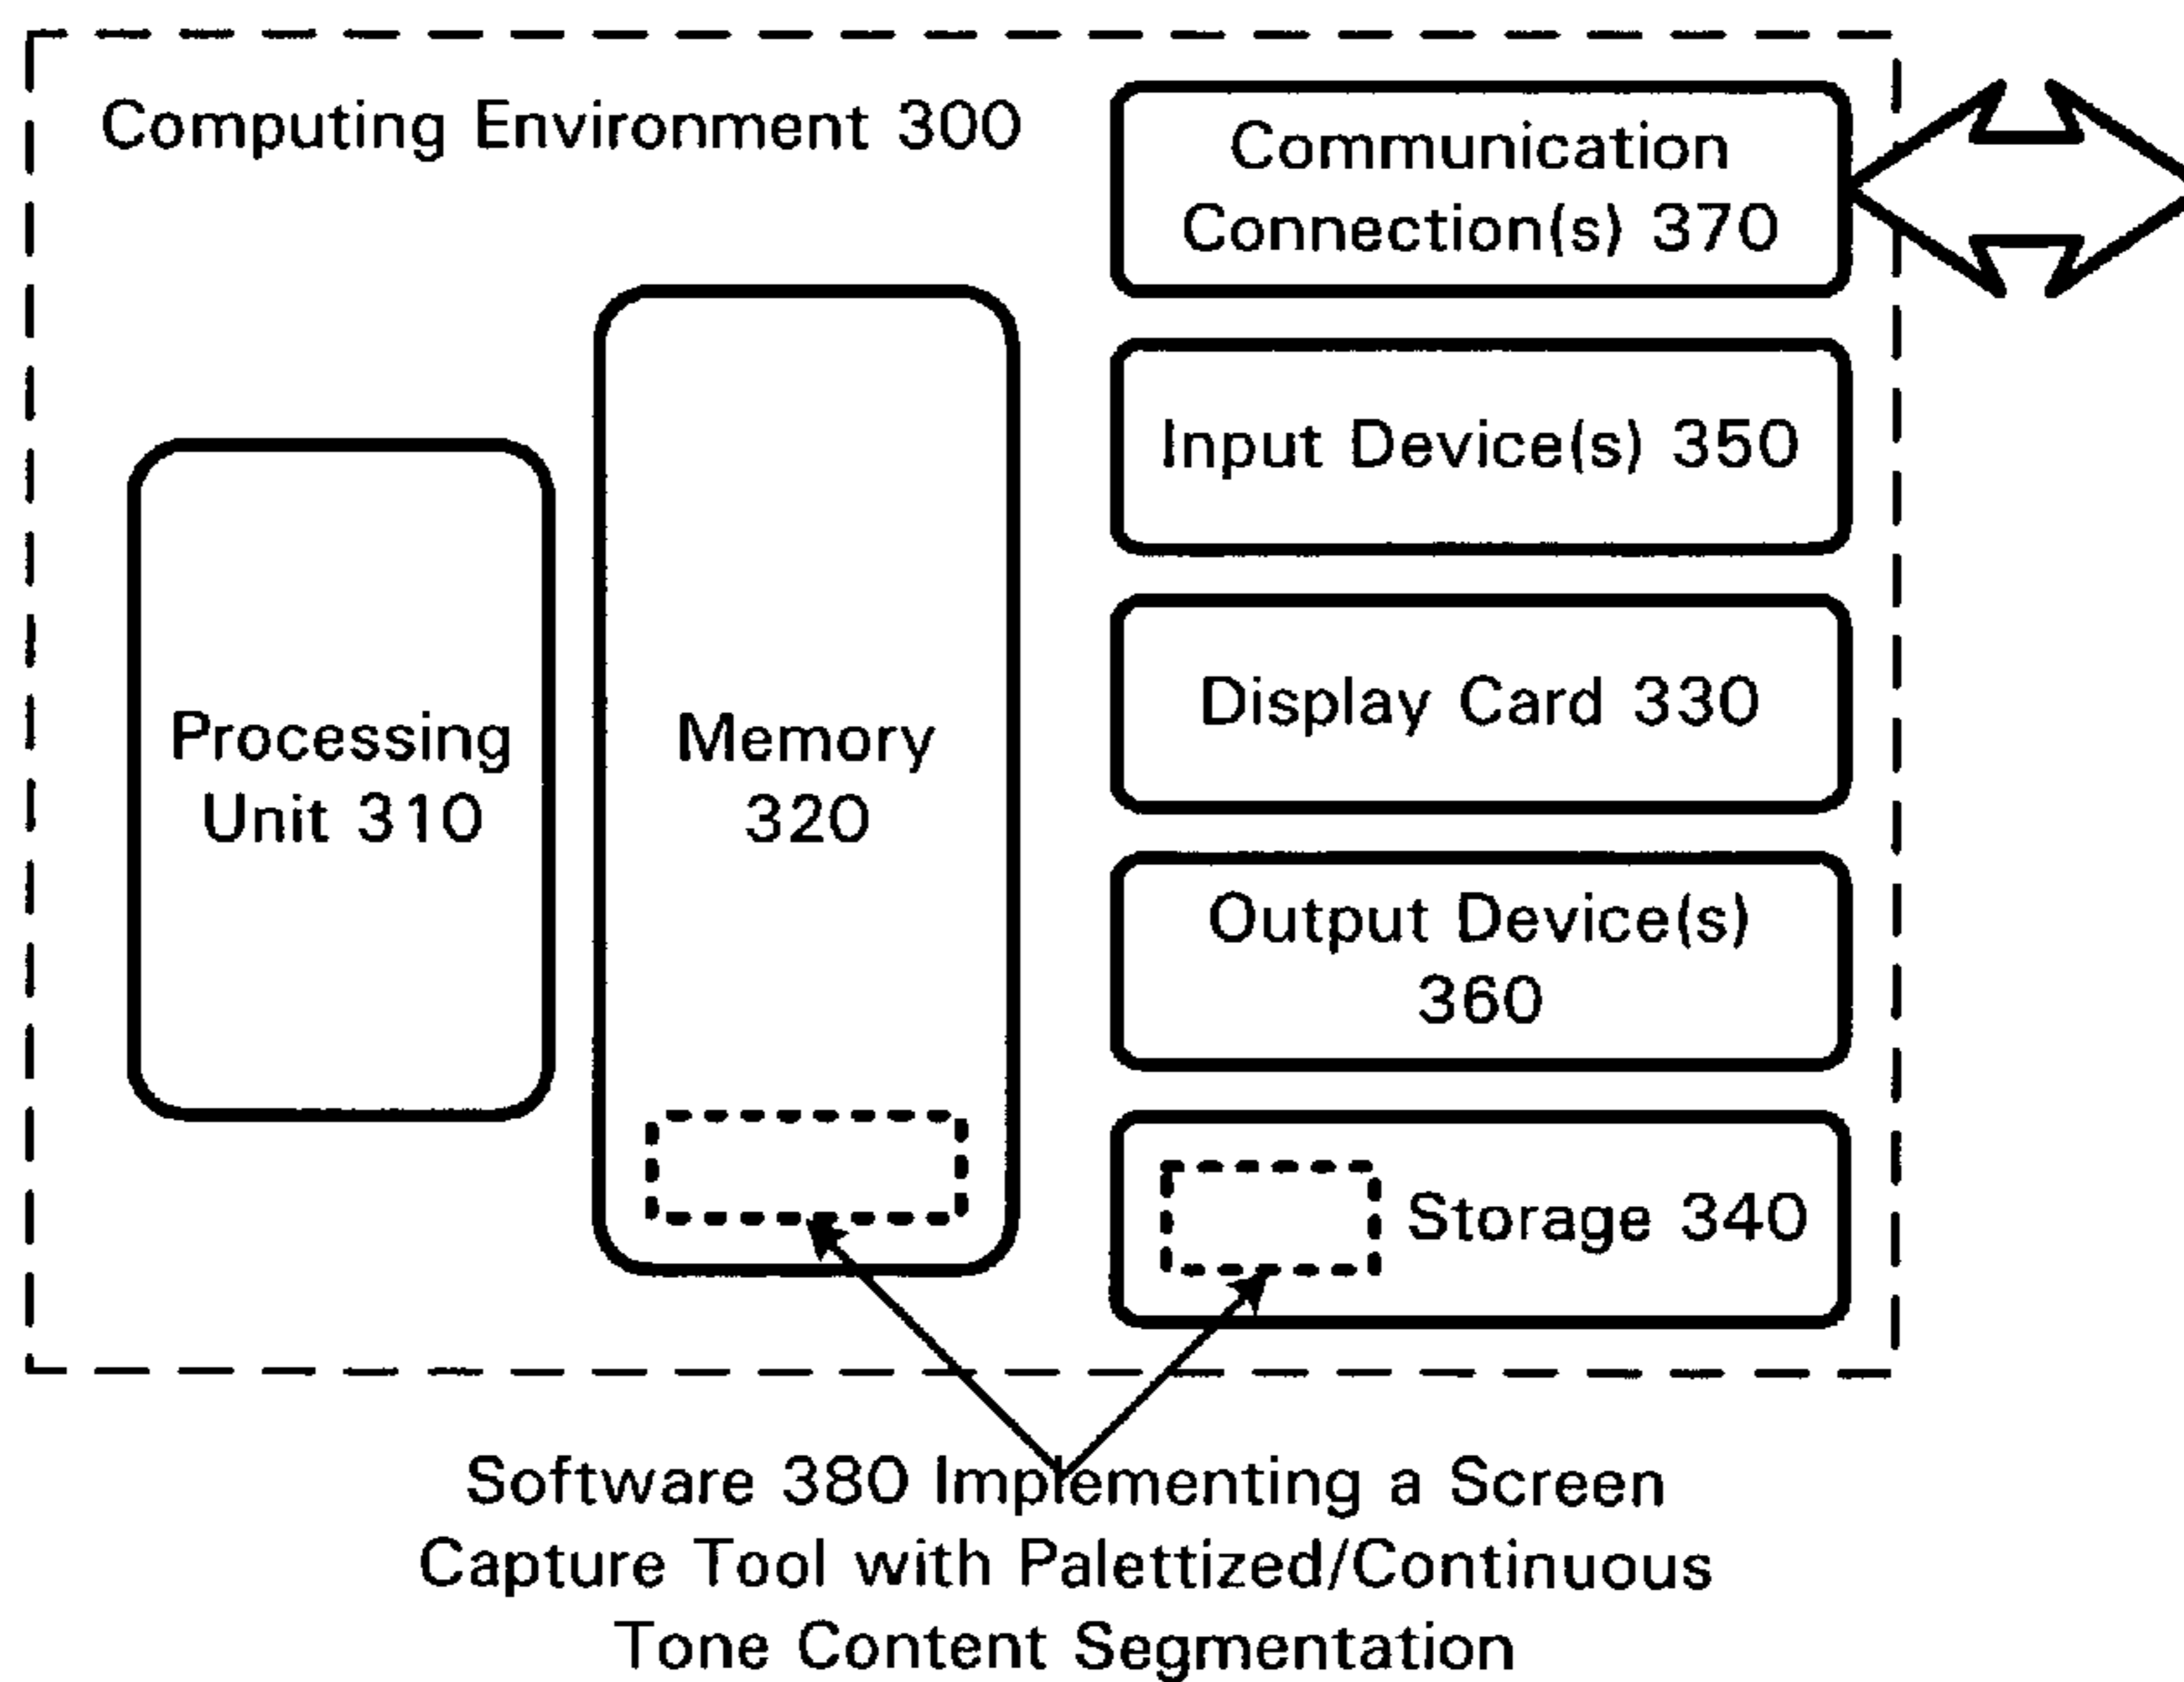 Computing Environment 300
Communication
Connection(s) 370
Input Device(s) 350
Display Card 330
Processing
Unit 310
Memory
320
Output Device(s)
360
Storage 340
Software 380 Implementing a Screen
Capture Tool with Palettized/Continuous
Tone Content Segmentation